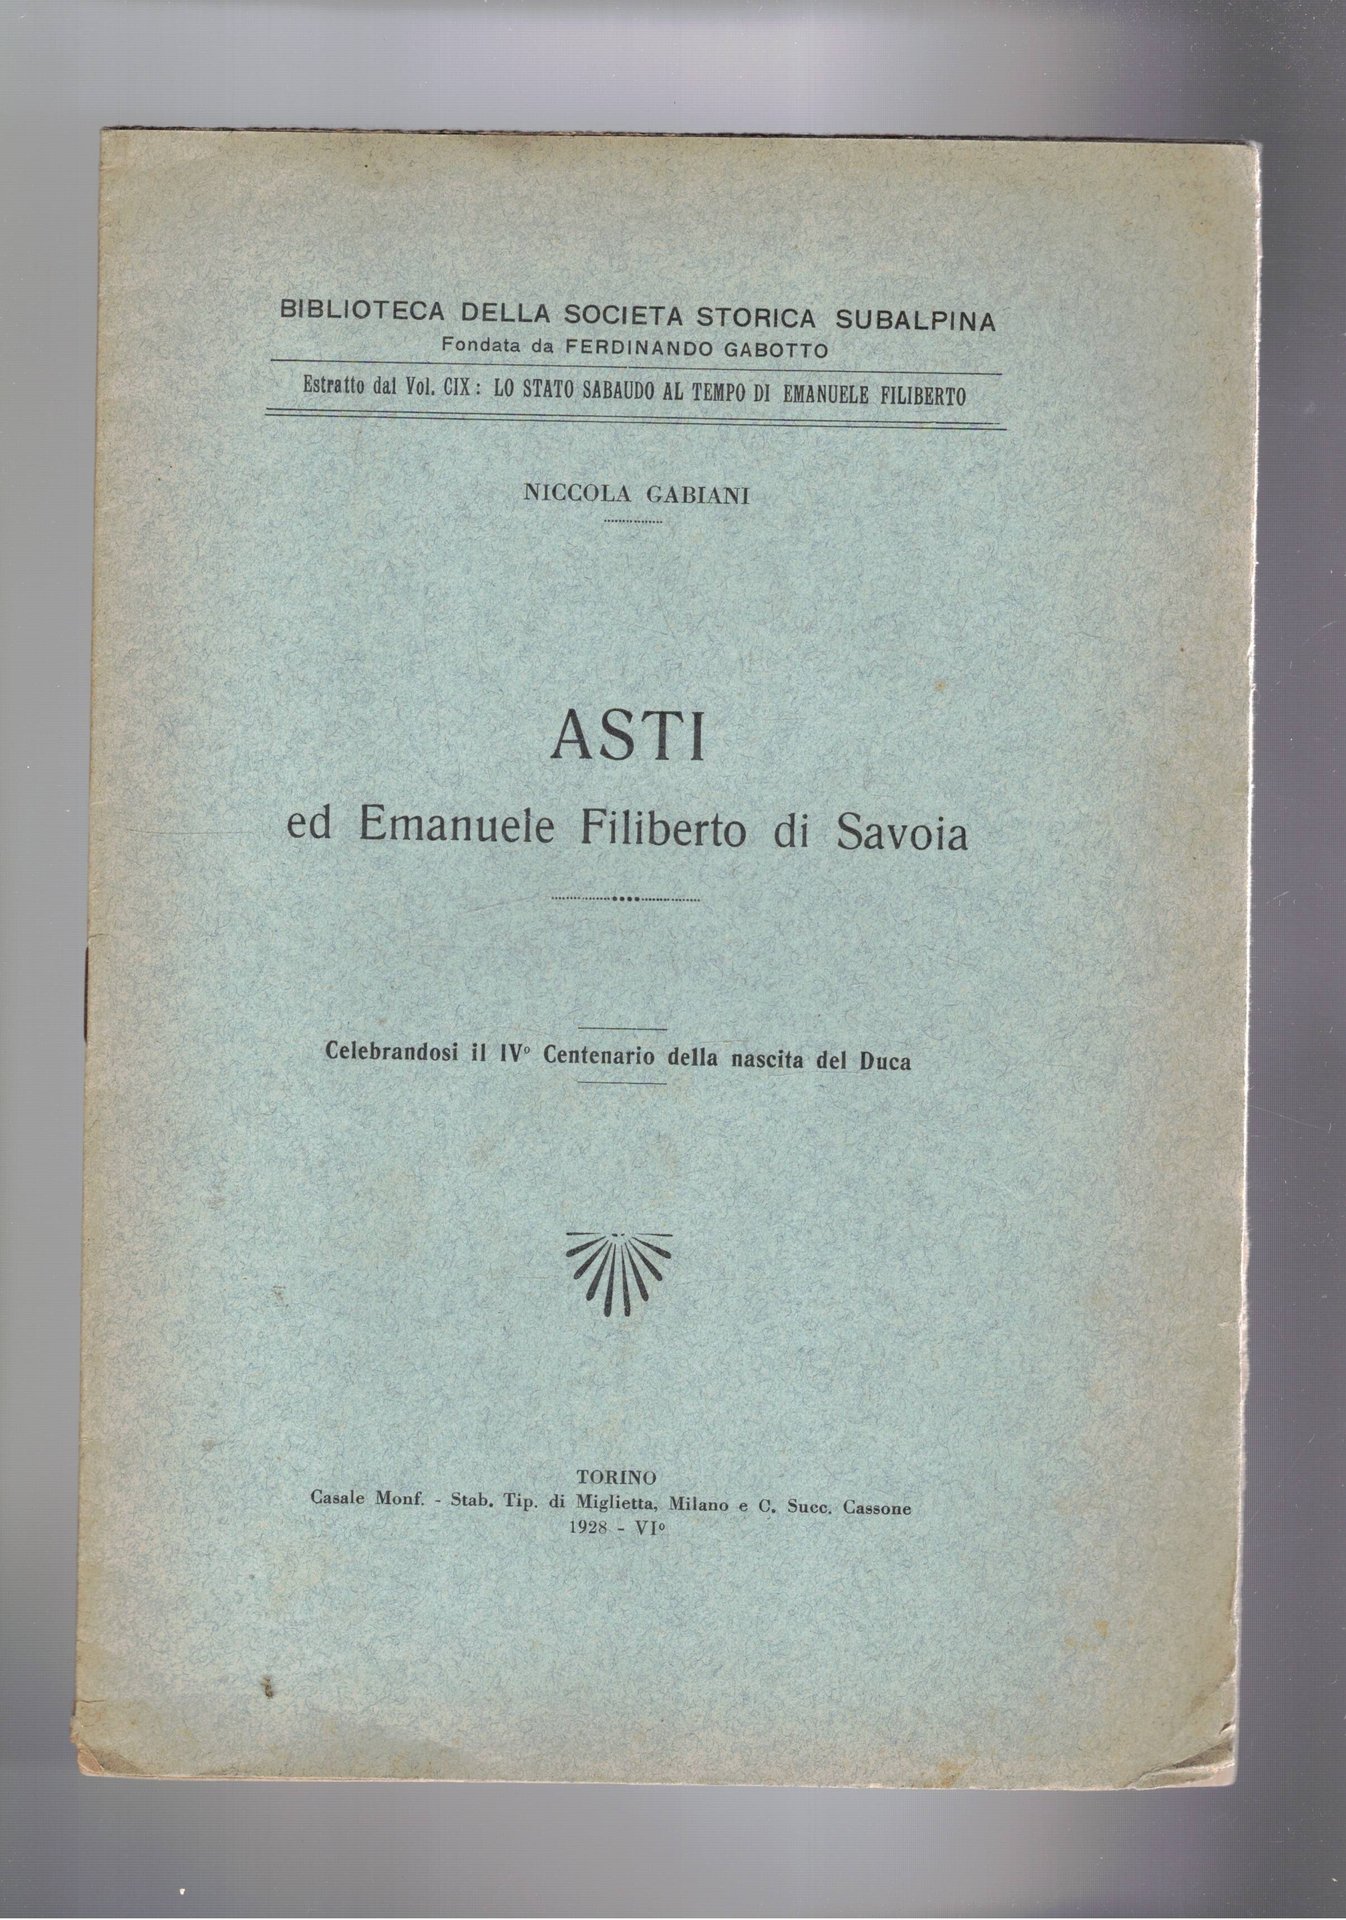 BIBLIOTECA DELLA SOCIETA STORICA SUBALPINA
Fondata da FERDINANDO GABOTTO
Estratto dal Vol. CIX: LO STATO SABAUDO AL TEMPO DI EMANUELE FILIBERTO
NICCOLA GABIANI
ASTI
ed Emanuele Filiberto di Savoia
Celebrandosi il IVº Centenario della nascita del Duca
TORINO
Casale Monf. - Stab. Tip. di Miglietta, Milano e C. Succ. Cassone
1928 - VIº